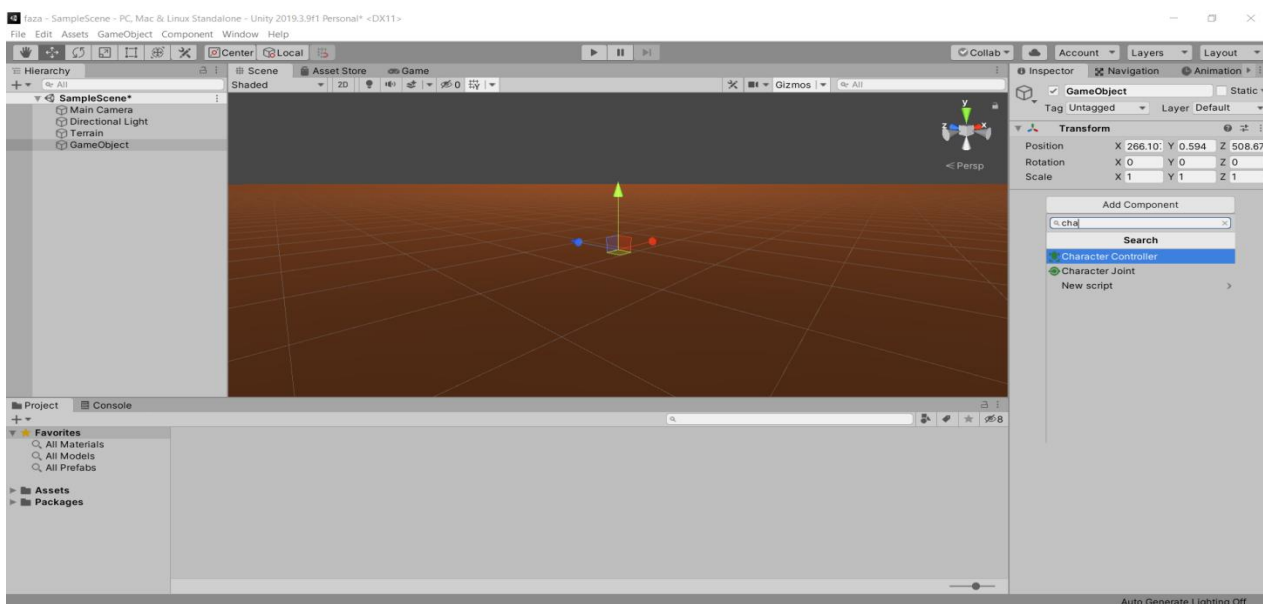 faza - SampleScene - PC, Mac & Linux Standalone - Unity 2019.3.9f1 Personal* <DX11>
File Edit Assets GameObject Component Window Help
Center Local Collab Account Layers Layout
Hierarchy Scene Asset Store Game Inspector Navigation Animation
All Shaded 2D 0 Gizmos All GameObject Static
SampleScene* Tag Untagged Layer Default
Main Camera
Directional Light y z x Transform
Terrain Position X 266.10 Y 0.594 Z 508.67
GameObject Persp Rotation X 0 Y 0 Z 0
Scale X 1 Y 1 Z 1
Add Component
cha
Search
Character Controller
Character Joint
New script
Project Console
8
Favorites
All Materials
All Models
All Prefabs
Assets
Packages
Auto Generate Lighting Off